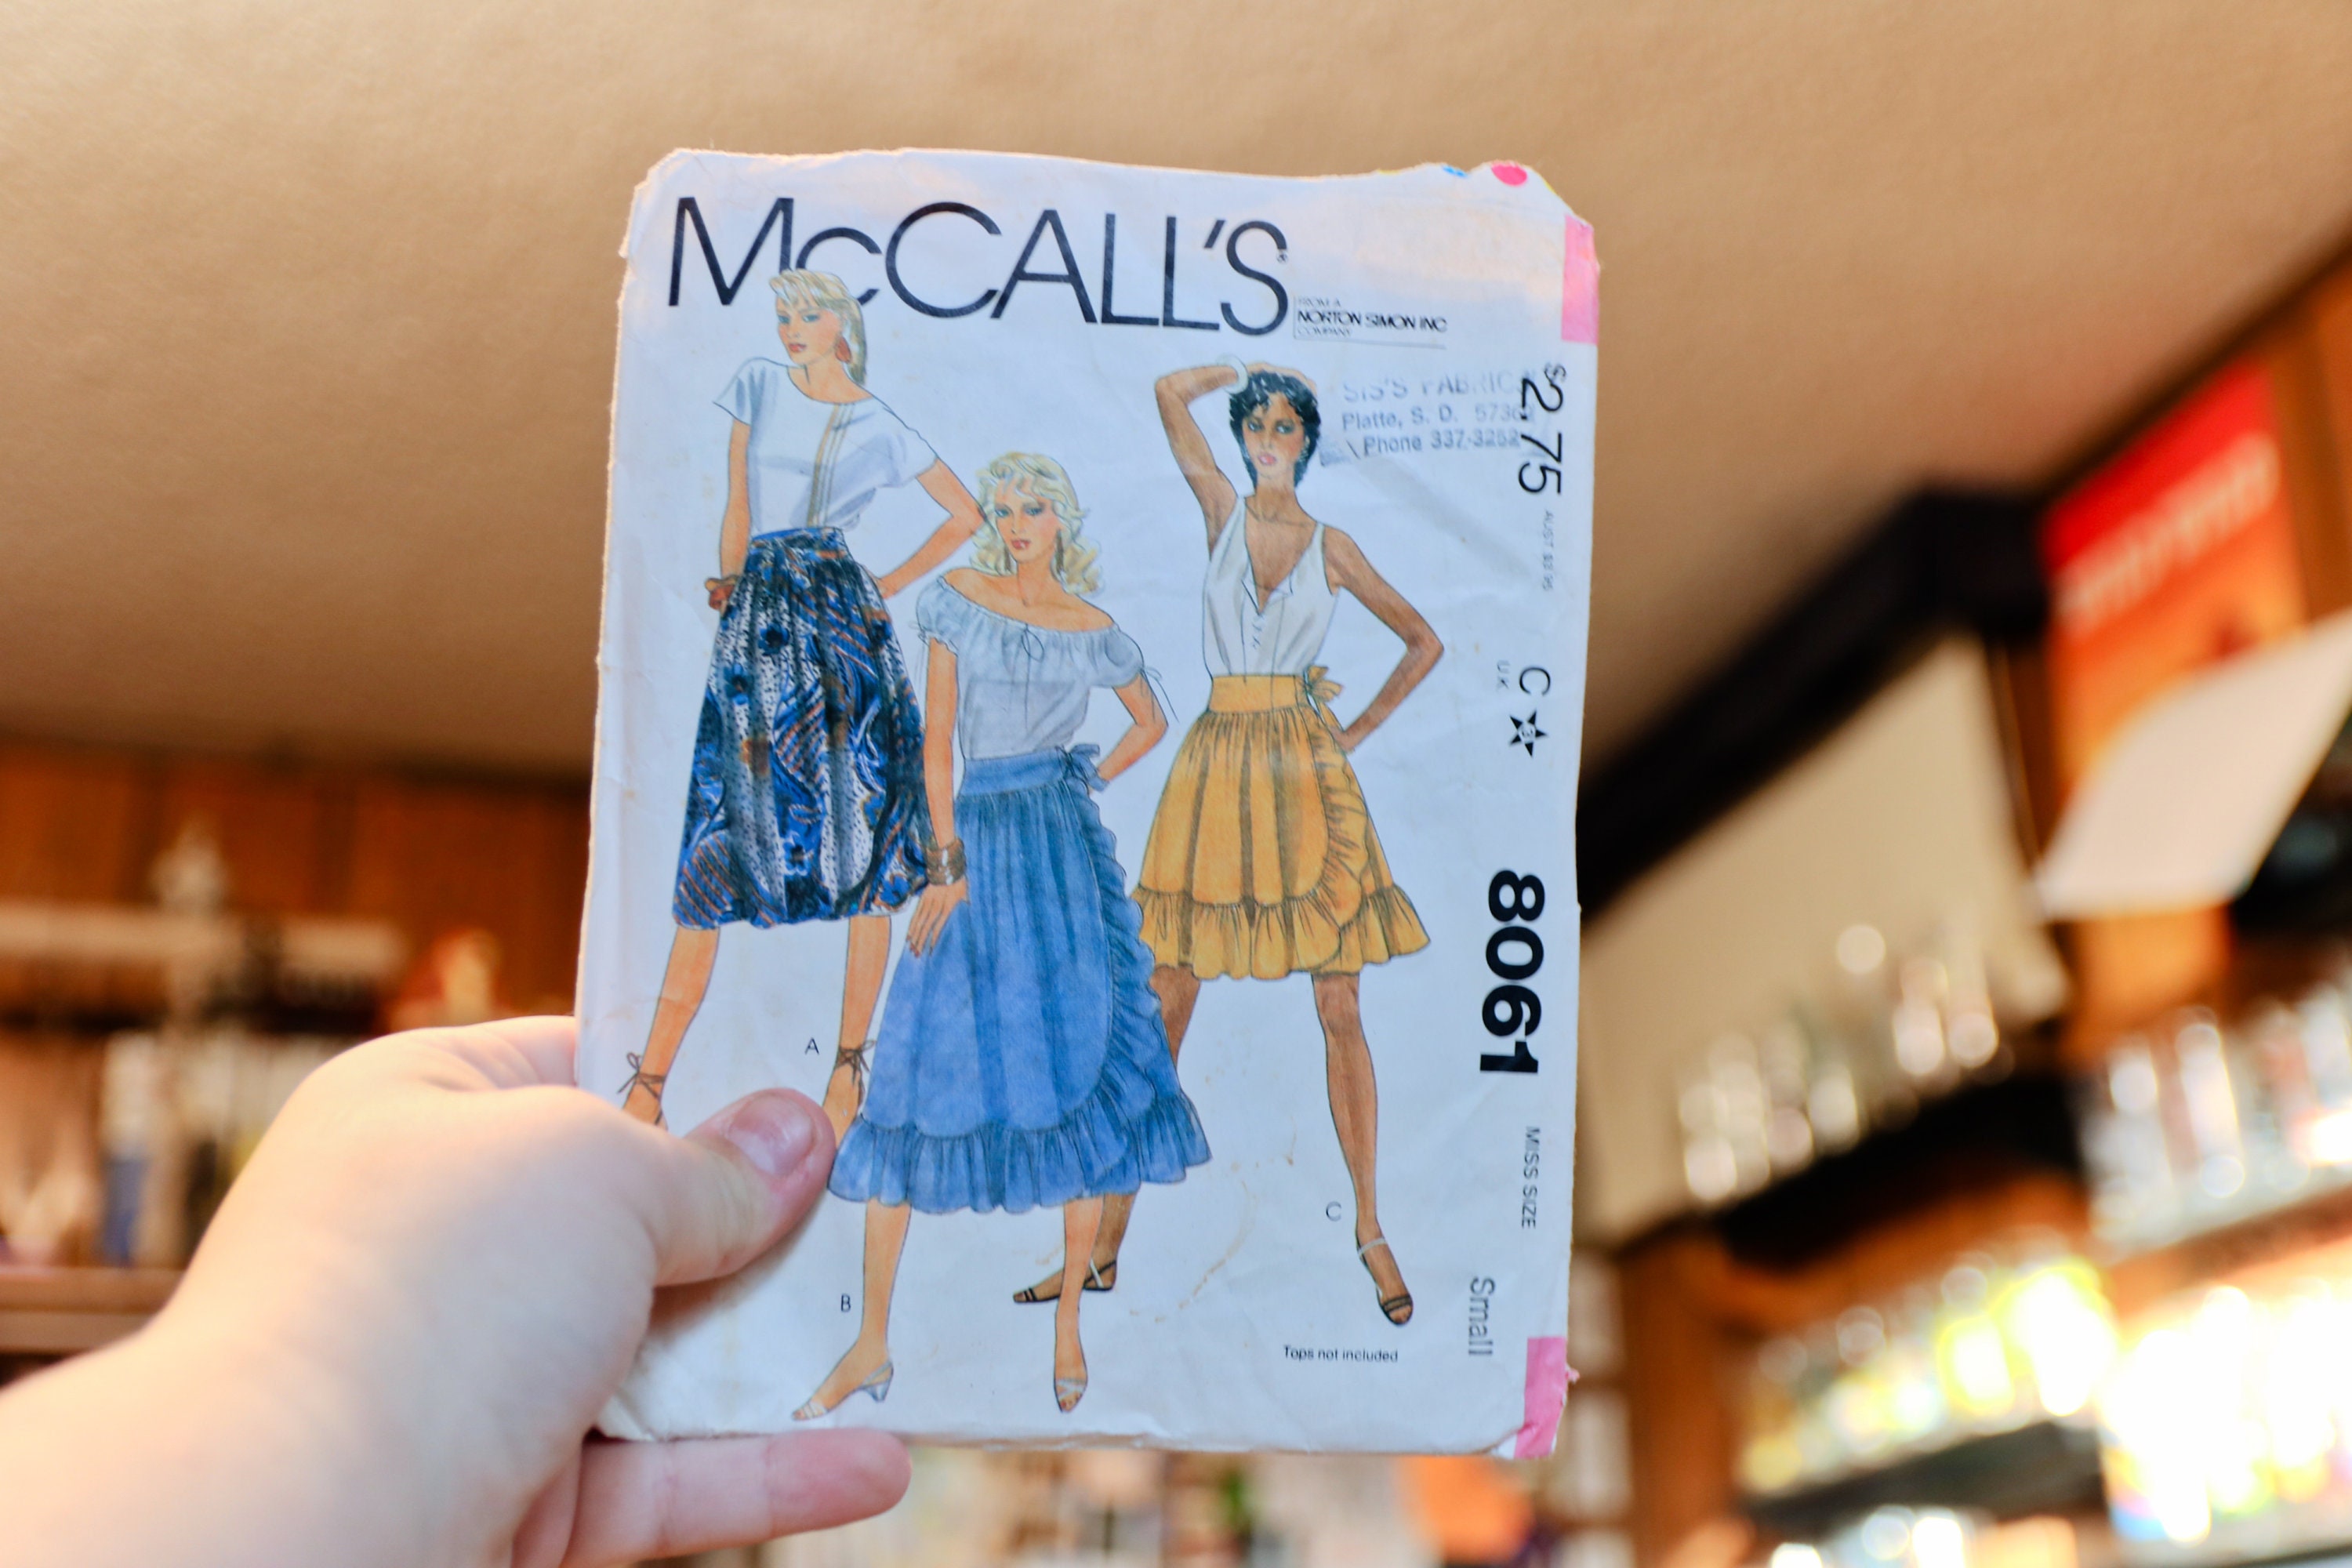 McCALL'S
FROM A
NORTON SIMON INC
COMPANY
SIS'S FABRIC
Platte, S. D.
Phone 337-3252
$2.75
C
U.K.
8061
MISS SIZE
Small
A
B
C
Tops not included